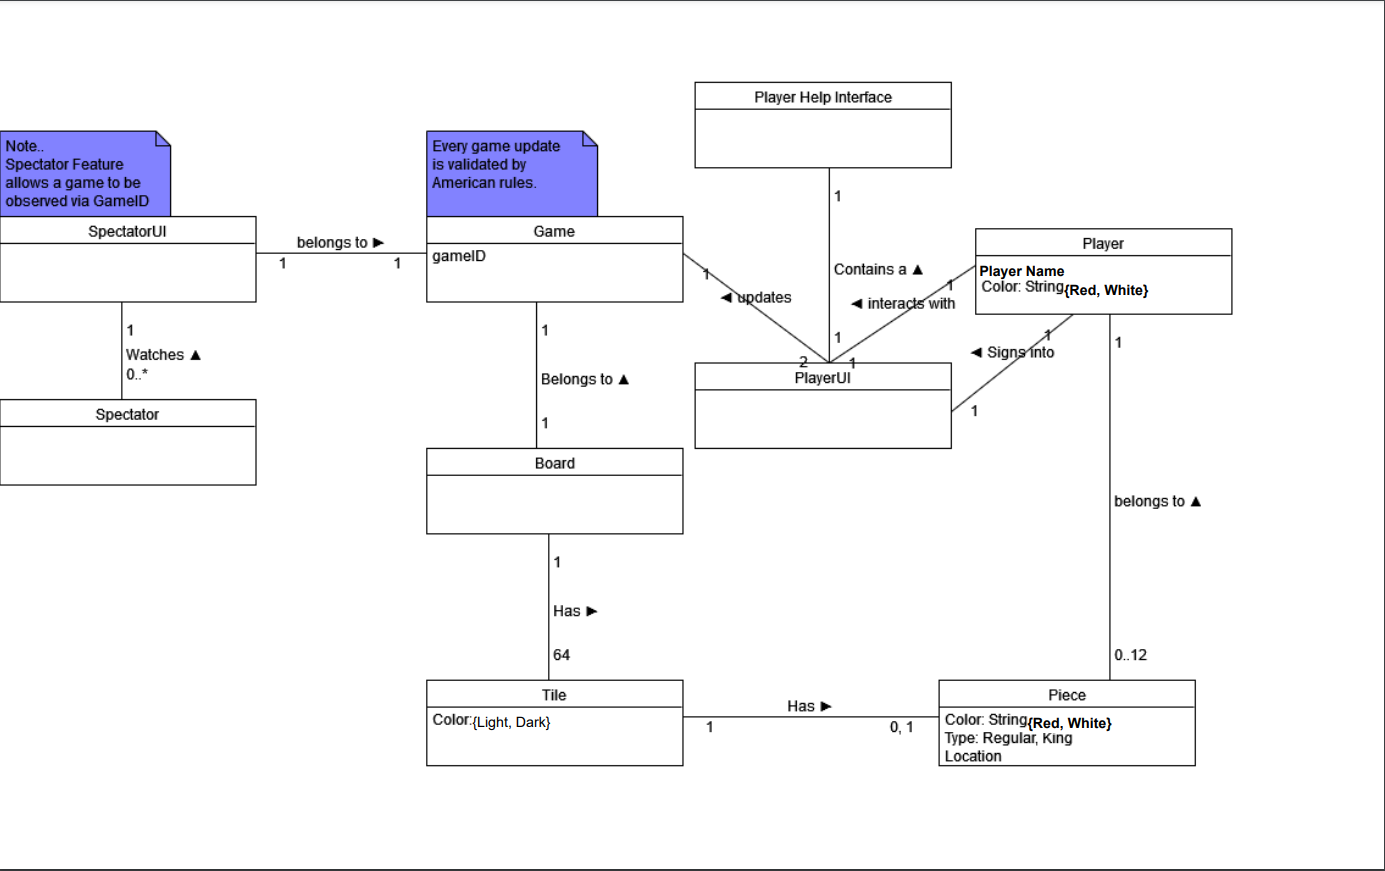 Player Help Interface
Note..
Spectator Feature
allows a game to be
observed via GameID
Every game update
is validated by
American rules.
SpectatorUI
belongs to ►
1
1
Game
gameID
1
◄ updates
2
1
Contains a ▲
1
Player
Player Name
Color: String{Red, White}
1
◄ interacts with
1
1
◄ Signs into
1
PlayerUI
1
Watches ▲
0..*
Spectator
1
Belongs to ▲
1
Board
1
belongs to ▲
0..12
1
Has ►
64
Tile
Color:{Light, Dark}
Has ►
1
0, 1
Piece
Color: String{Red, White}
Type: Regular, King
Location